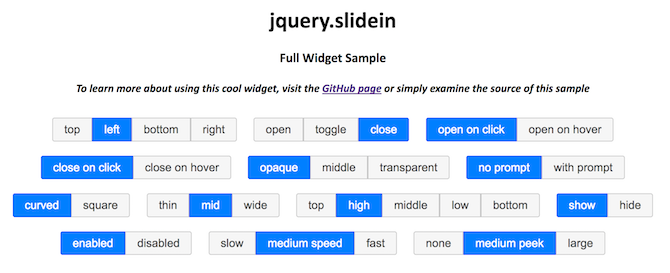 jquery.slidein
Full Widget Sample
To learn more about using this cool widget, visit the GitHub page or simply examine the source of this sample
top left bottom right open toggle close open on click open on hover
close on click close on hover opaque middle transparent no prompt with prompt
curved square thin mid wide top high middle low bottom show hide
enabled disabled slow medium speed fast none medium peek large